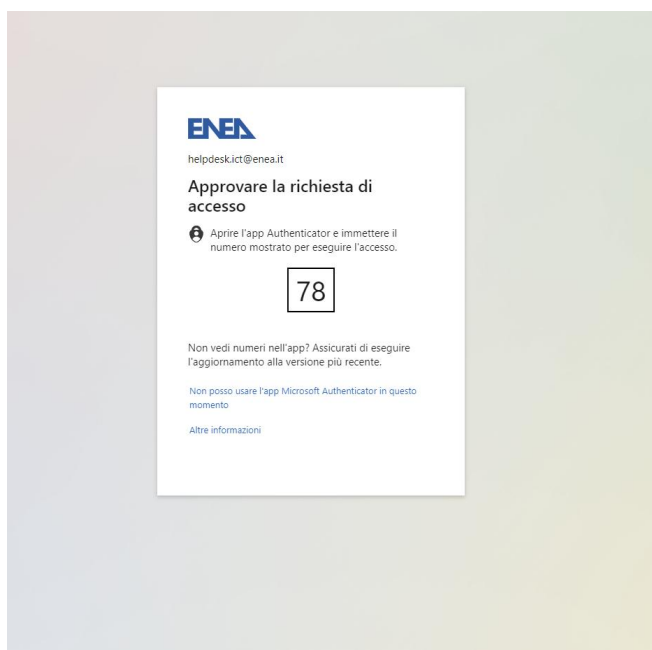 ENEA
helpdesk.ict@enea.it
Approvare la richiesta di
accesso
Aprire l'app Authenticator e immettere il
numero mostrato per eseguire l'accesso.
78
Non vedi numeri nell'app? Assicurati di eseguire
l'aggiornamento alla versione più recente.
Non posso usare l'app Microsoft Authenticator in questo
momento
Altre informazioni